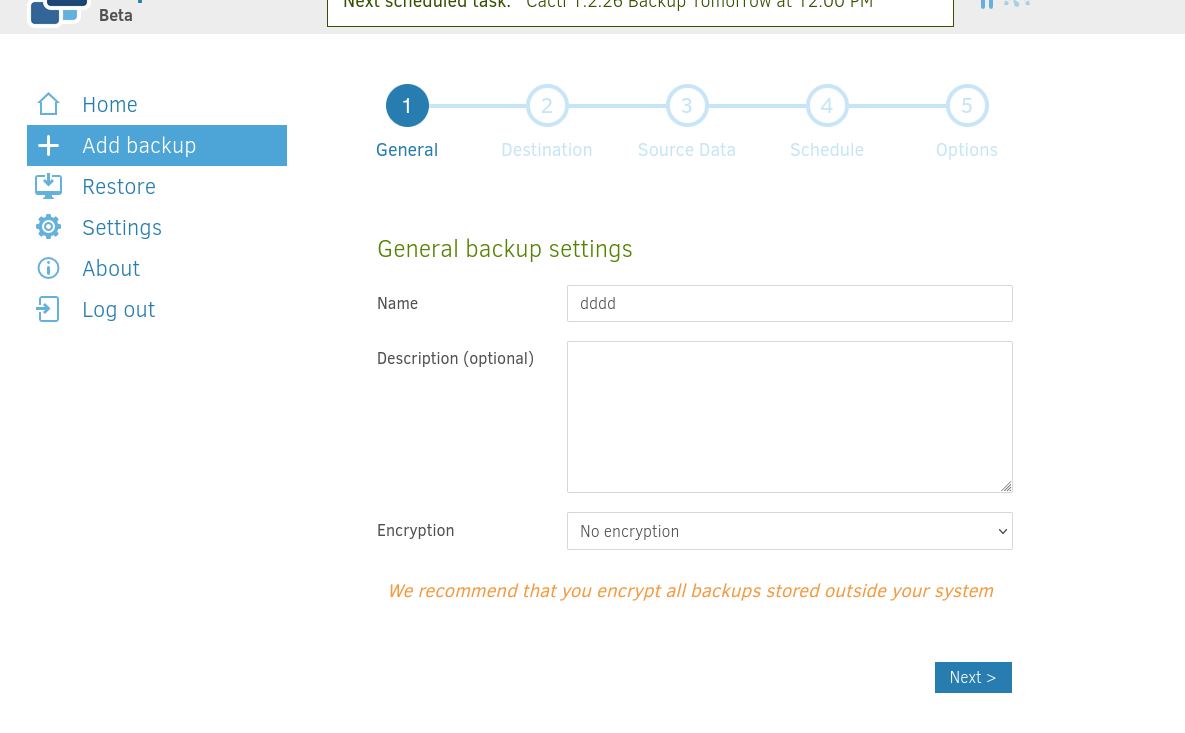 Next scheduled task: Cacti 1.2.26 Backup Tomorrow at 12:00 PM
Beta
Home
Add backup
Restore
Settings
About
Log out
1 2 3 4 5
General Destination Source Data Schedule Options
General backup settings
Name dddd
Description (optional)
Encryption No encryption
We recommend that you encrypt all backups stored outside your system
Next >